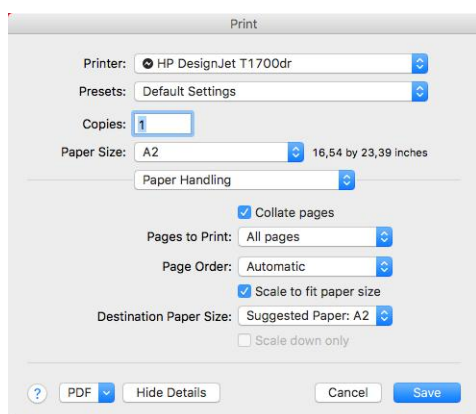 Print
Printer: HP DesignJet T1700dr
Presets: Default Settings
Copies: 1
Paper Size: A2 16,54 by 23,39 inches
Paper Handling
Collate pages
Pages to Print: All pages
Page Order: Automatic
Scale to fit paper size
Destination Paper Size: Suggested Paper: A2
Scale down only
? PDF Hide Details Cancel Save